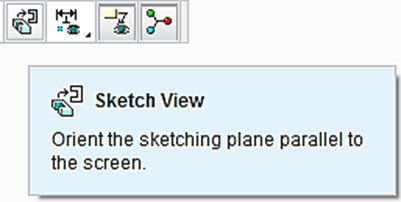 Sketch View
Orient the sketching plane parallel to
the screen.